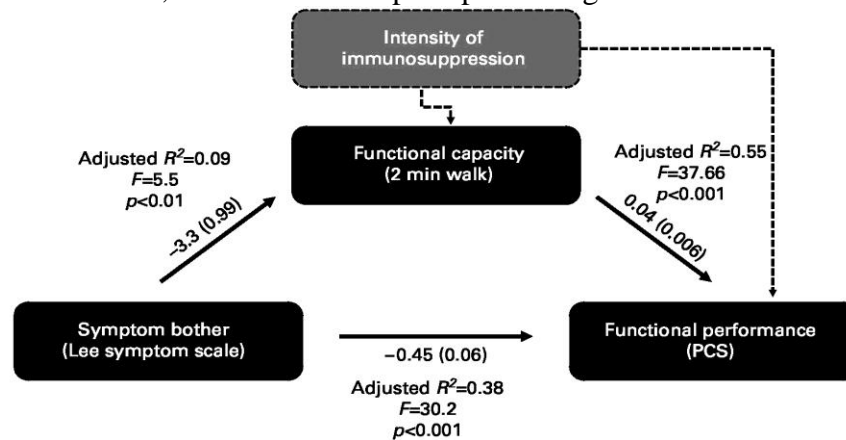 Intensity of
immunosuppression
Adjusted R²=0.09
F=5.5
p<0.01
Functional capacity
(2 min walk)
Adjusted R²=0.55
F=37.66
p<0.001
−3.3 (0.99)
0.04 (0.006)
Symptom bother
(Lee symptom scale)
−0.45 (0.06)
Functional performance
(PCS)
Adjusted R²=0.38
F=30.2
p<0.001